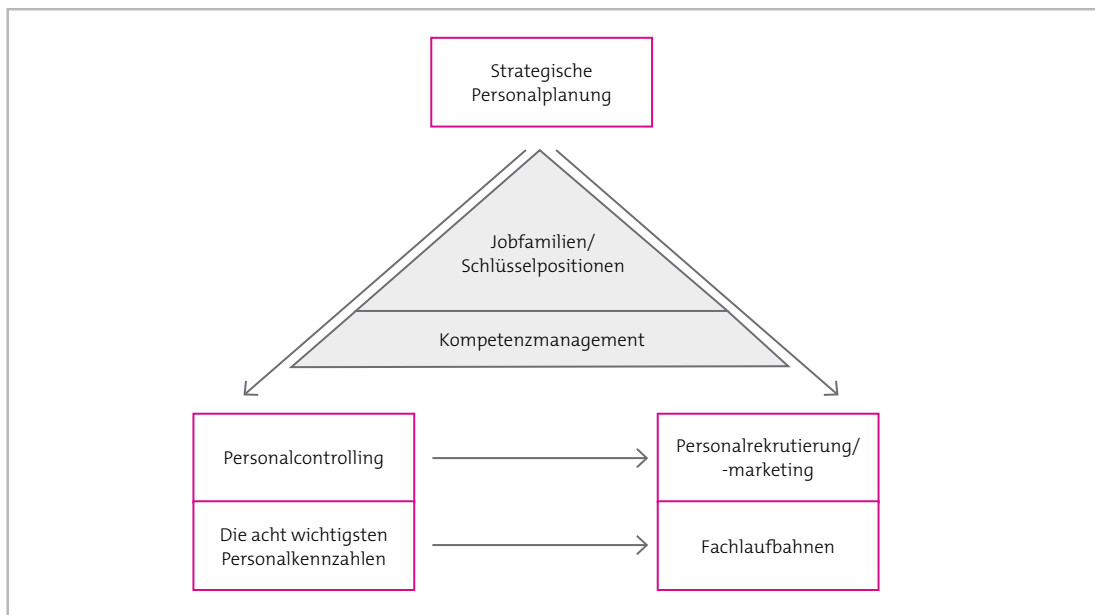 Strategische
Personalplanung
Jobfamilien/
Schlüsselpositionen
Kompetenzmanagement
Personalcontrolling
Personalrekrutierung/
-marketing
Die acht wichtigsten
Personalkennzahlen
Fachlaufbahnen